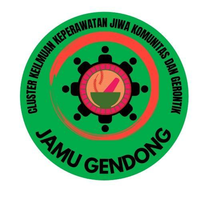 CLUSTER KEILMUAN KEPERAWATAN JIWA KOMUNITAS DAN GERONTIK
JAMU GENDONG